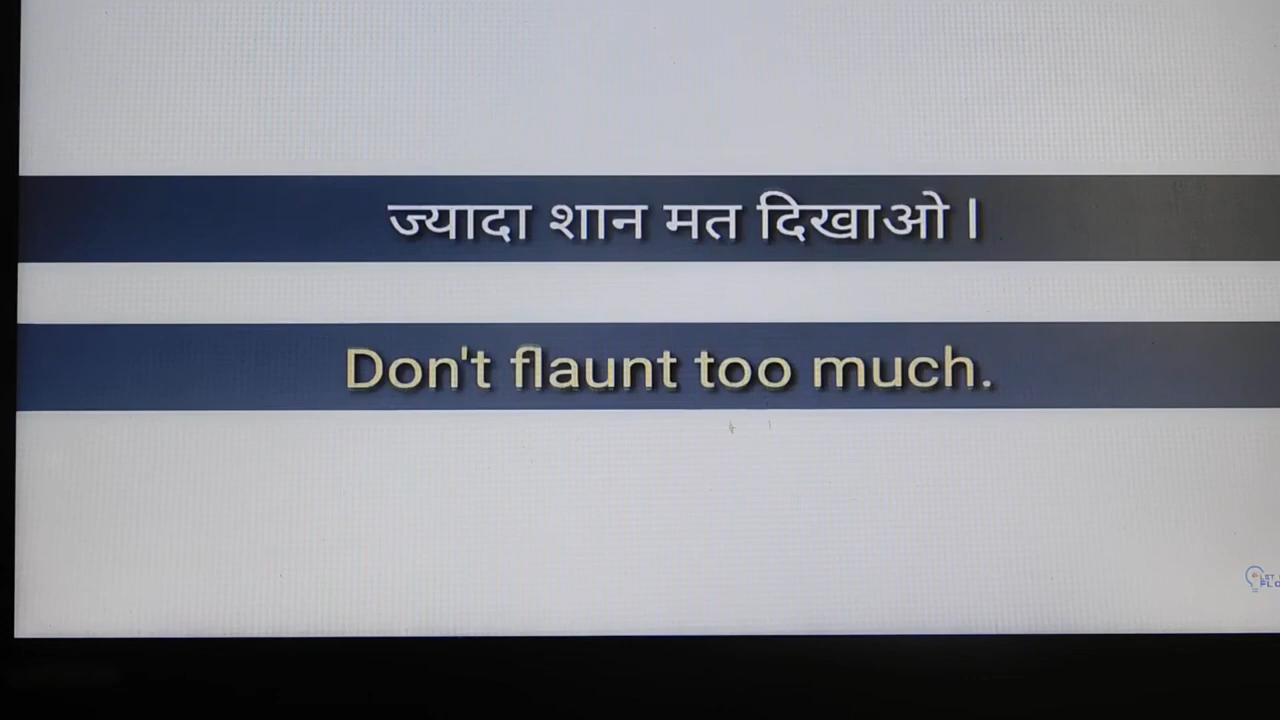 ज्यादा शान मत दिखाओ ।
Don't flaunt too much.